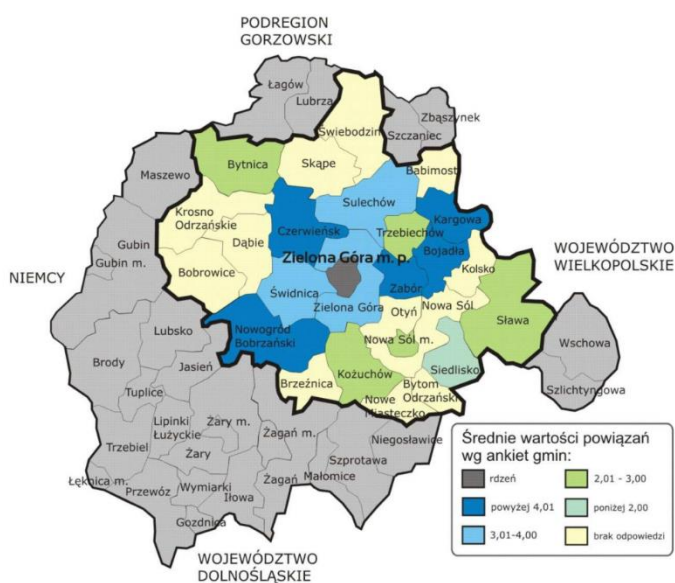 PODREGION
GORZOWSKI
Łagów
Lubrza
Zbąszynek
Szczaniec
Świebodzin
Bytnica
Skąpe
Babimost
Maszewo
Sulechów
Krosno
Odrzańskie
Czerwieńsk
Trzebiechów
Kargowa
Gubin
Dąbie
Bojadła
Gubin m.
Zielona Góra m. p.
WOJEWÓDZTWO
WIELKOPOLSKIE
NIEMCY
Bobrowice
Kolsko
Świdnica
Zabór
Zielona Góra
Otyń
Nowa Sól
Sława
Lubsko
Nowogród
Bobrzański
Nowa Sól m.
Wschowa
Brody
Jasień
Siedlisko
Kożuchów
Tuplice
Brzeźnica
Bytom
Odrzański
Szlichtyngowa
Nowe
Miasteczko
Lipinki
Łużyckie
Żary m.
Żagań m.
Niegosławice
Trzebiel
Żary
Szprotawa
Łęknica m.
Przewóz
Wymiarki
Iłowa
Żagań
Małomice
Gozdnica
WOJEWÓDZTWO
DOLNOŚLĄSKIE
Średnie wartości powiązań
wg ankiet gmin:
rdzeń
2,01 - 3,00
powyżej 4,01
poniżej 2,00
3,01-4,00
brak odpowiedzi